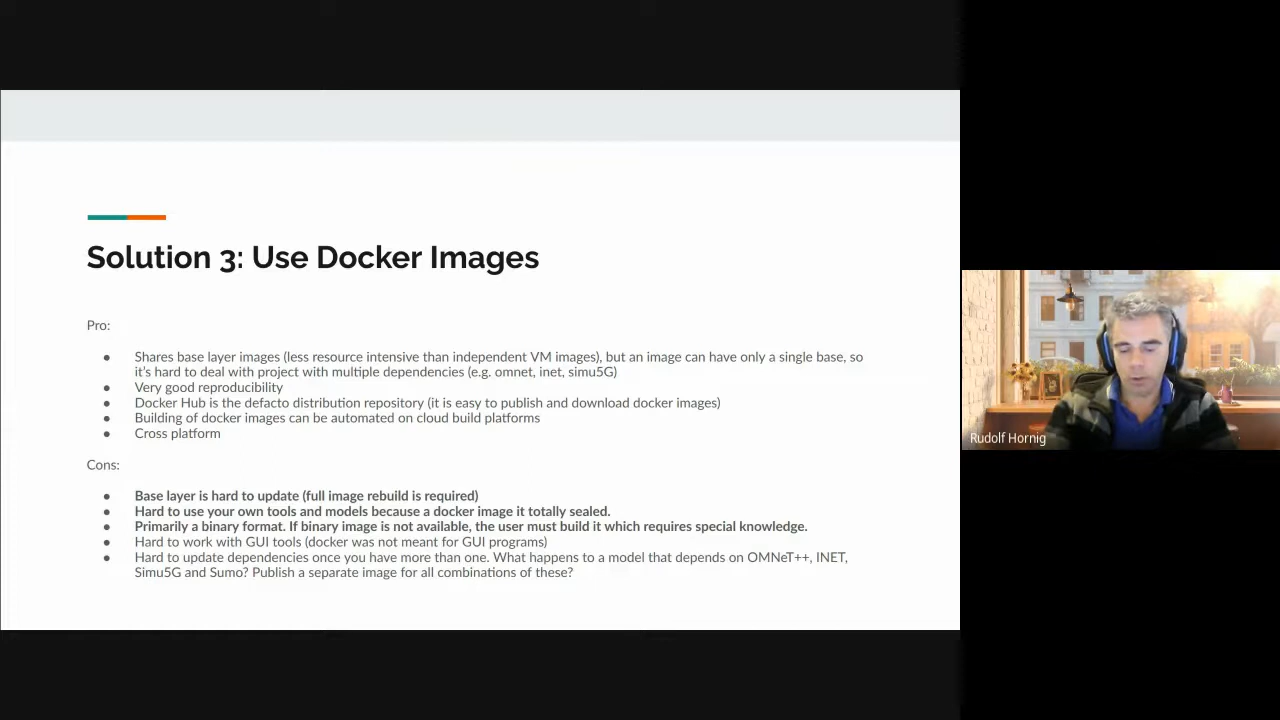 Solution 3: Use Docker Images
Pro:
● Shares base layer images (less resource intensive than independent VM images), but an image can have only a single base, so
it's hard to deal with project with multiple dependencies (e.g. omnet, inet, simu5G)
● Very good reproducibility
● Docker Hub is the defacto distribution repository (it is easy to publish and download docker images)
● Building of docker images can be automated on cloud build platforms
● Cross platform
Cons:
● Base layer is hard to update (full image rebuild is required)
● Hard to use your own tools and models because a docker image it totally sealed.
● Primarily a binary format. If binary image is not available, the user must build it which requires special knowledge.
● Hard to work with GUI tools (docker was not meant for GUI programs)
● Hard to update dependencies once you have more than one. What happens to a model that depends on OMNeT++, INET,
Simu5G and Sumo? Publish a separate image for all combinations of these?
Rudolf Hornig